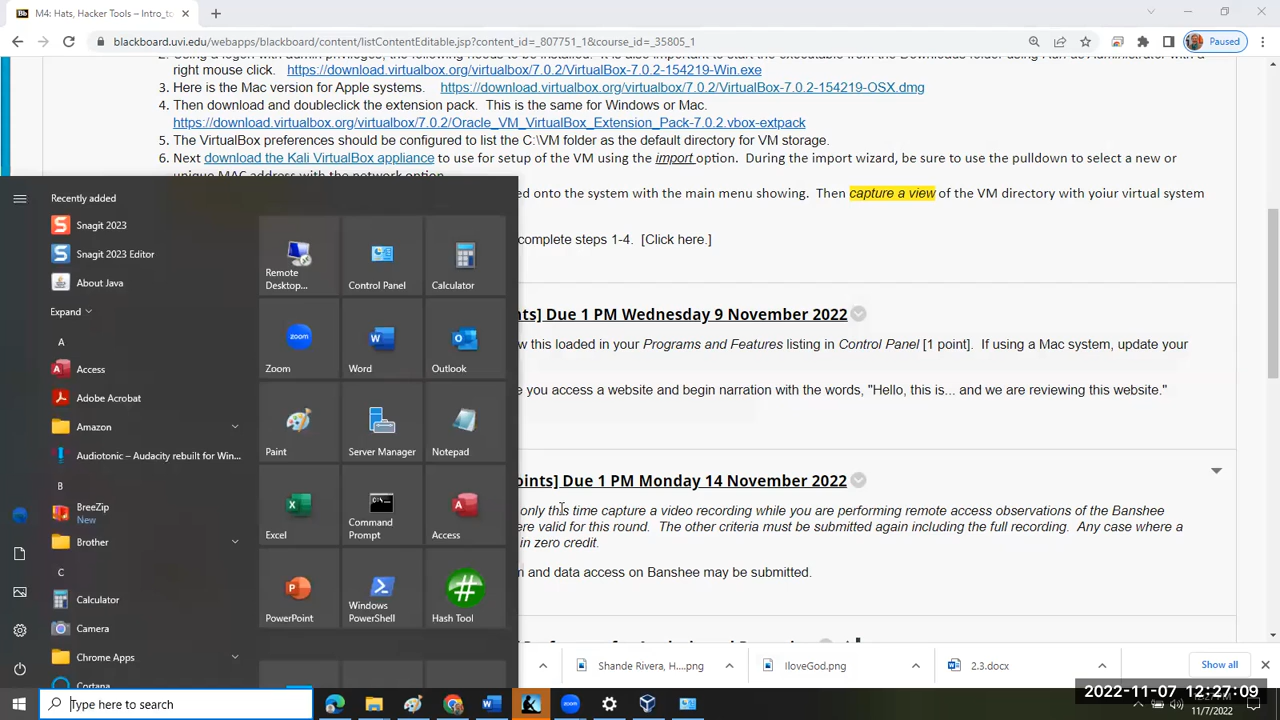 M4: Hats, Hacker Tools – Intro_to
blackboard.uvi.edu/webapps/blackboard/content/listContentEditable.jsp?content_id=_807751_1&course_id=_35805_1
Paused
right mouse click. https://download.virtualbox.org/virtualbox/7.0.2/VirtualBox-7.0.2-154219-Win.exe
3. Here is the Mac version for Apple systems. https://download.virtualbox.org/virtualbox/7.0.2/VirtualBox-7.0.2-154219-OSX.dmg
4. Then download and doubleclick the extension pack. This is the same for Windows or Mac.
https://download.virtualbox.org/virtualbox/7.0.2/Oracle_VM_VirtualBox_Extension_Pack-7.0.2.vbox-extpack
5. The VirtualBox preferences should be configured to list the C:\VM folder as the default directory for VM storage.
6. Next download the Kali VirtualBox appliance to use for setup of the VM using the import option. During the import wizard, be sure to use the pulldown to select a new or
unique MAC address with the network option.
ed onto the system with the main menu showing. Then capture a view of the VM directory with yoiur virtual system
complete steps 1-4. [Click here.]
nts] Due 1 PM Wednesday 9 November 2022
w this loaded in your Programs and Features listing in Control Panel [1 point]. If using a Mac system, update your
e you access a website and begin narration with the words, "Hello, this is... and we are reviewing this website."
oints] Due 1 PM Monday 14 November 2022
only this time capture a video recording while you are performing remote access observations of the Banshee
ere valid for this round. The other criteria must be submitted again including the full recording. Any case where a
in zero credit.
m and data access on Banshee may be submitted.
Recently added
Snagit 2023
Snagit 2023 Editor
About Java
Expand
A
Access
Adobe Acrobat
Amazon
Audiotonic – Audacity rebuilt for Win...
B
BreeZip
New
Brother
C
Calculator
Camera
Chrome Apps
Cortana
Remote
Desktop...
Control Panel
Calculator
Zoom
Word
Outlook
Paint
Server Manager
Notepad
Excel
Command
Prompt
Access
PowerPoint
Windows
PowerShell
Hash Tool
Shande Rivera, H....png
IloveGod.png
2.3.docx
Show all
Type here to search
2022-11-07 12:27:09
11/7/2022